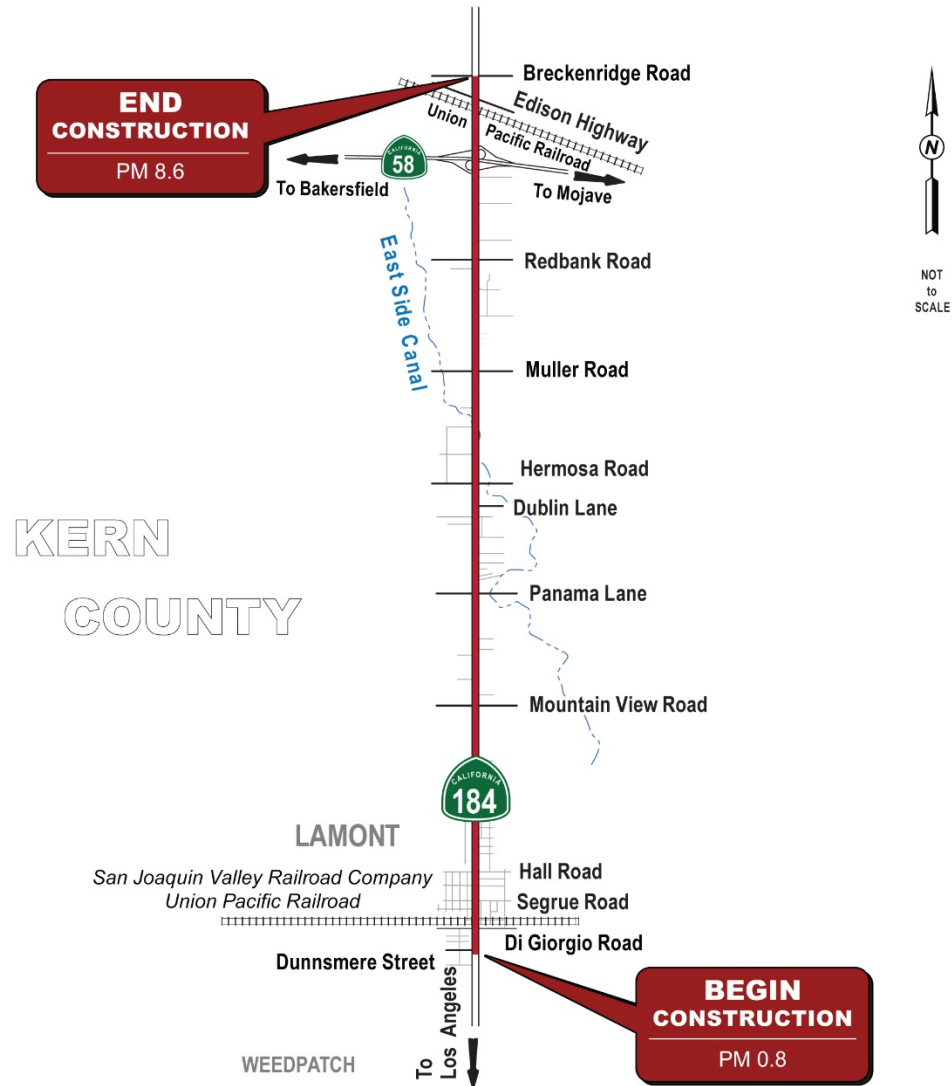 Breckenridge Road
END
CONSTRUCTION
PM 8.6
Edison Highway
Union Pacific Railroad
CALIFORNIA
58
To Bakersfield
To Mojave
N
NOT
to
SCALE
East Side Canal
Redbank Road
Muller Road
Hermosa Road
Dublin Lane
KERN
COUNTY
Panama Lane
Mountain View Road
CALIFORNIA
184
LAMONT
Hall Road
San Joaquin Valley Railroad Company
Union Pacific Railroad
Segrue Road
Di Giorgio Road
Dunnsmere Street
BEGIN
CONSTRUCTION
PM 0.8
To
Los Angeles
WEEDPATCH